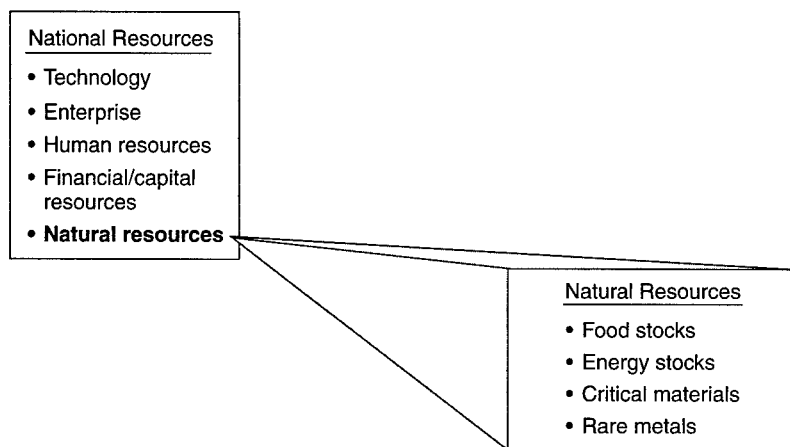 National Resources
• Technology
• Enterprise
• Human resources
• Financial/capital
resources
• Natural resources
Natural Resources
• Food stocks
• Energy stocks
• Critical materials
• Rare metals